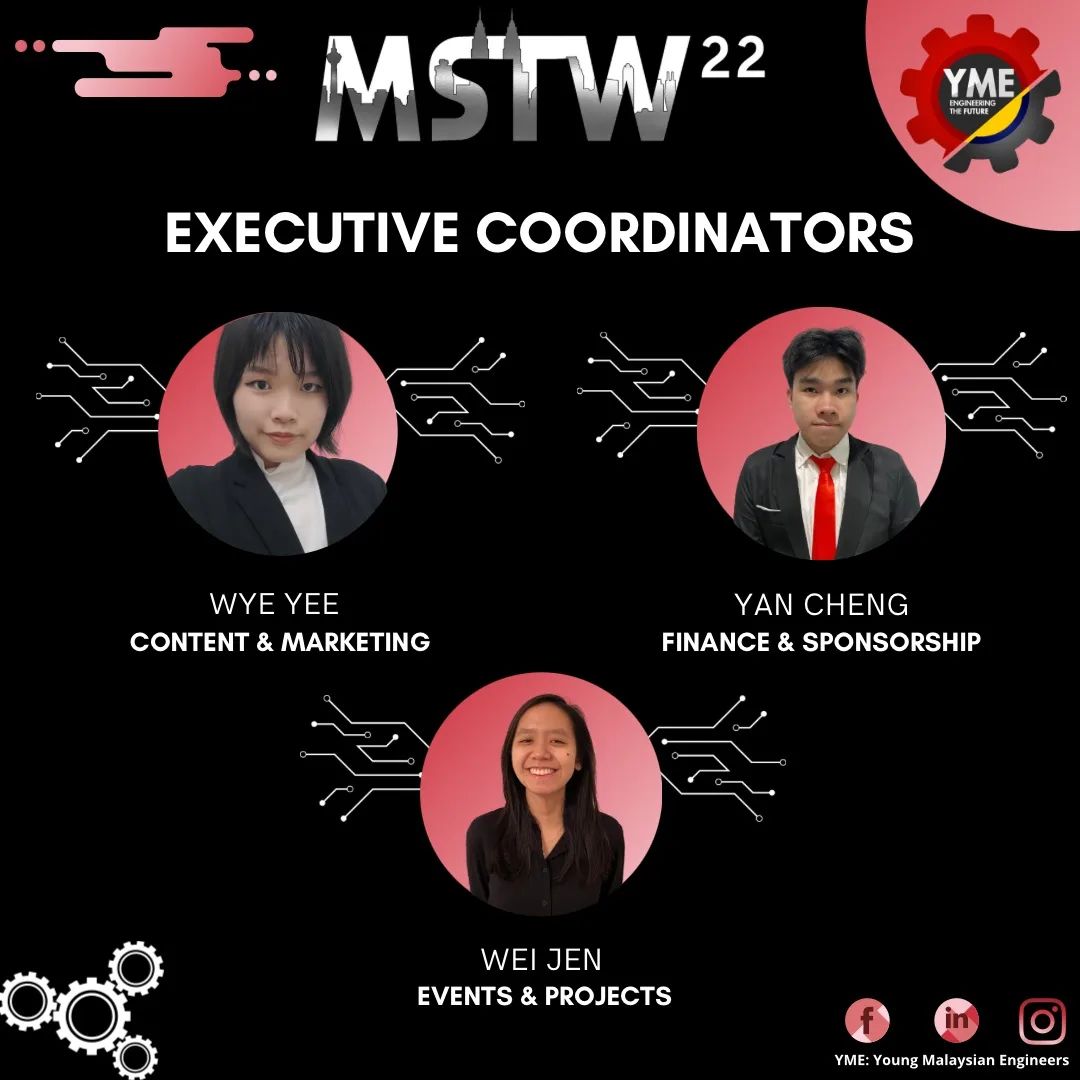 MSTW 22
YME
ENGINEERING
THE FUTURE
EXECUTIVE COORDINATORS
WYE YEE
CONTENT & MARKETING
YAN CHENG
FINANCE & SPONSORSHIP
WEI JEN
EVENTS & PROJECTS
f in
YME: Young Malaysian Engineers